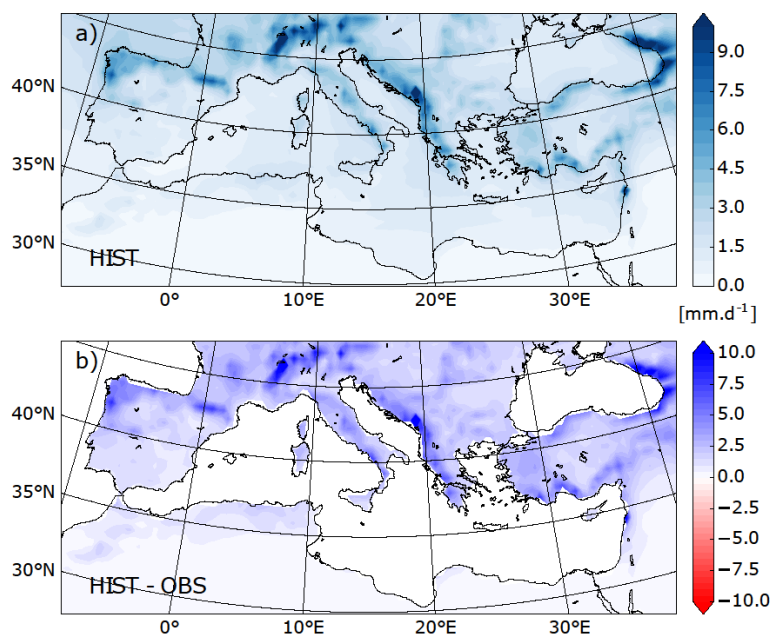 a)
40°N
35°N
30°N
HIST
0°
10°E
20°E
30°E
9.0
7.5
6.0
4.5
3.0
1.5
0.0
[mm.d⁻¹]
b)
40°N
35°N
30°N
HIST - OBS
0°
10°E
20°E
30°E
10.0
7.5
5.0
2.5
0.0
−2.5
−5.0
−7.5
−10.0